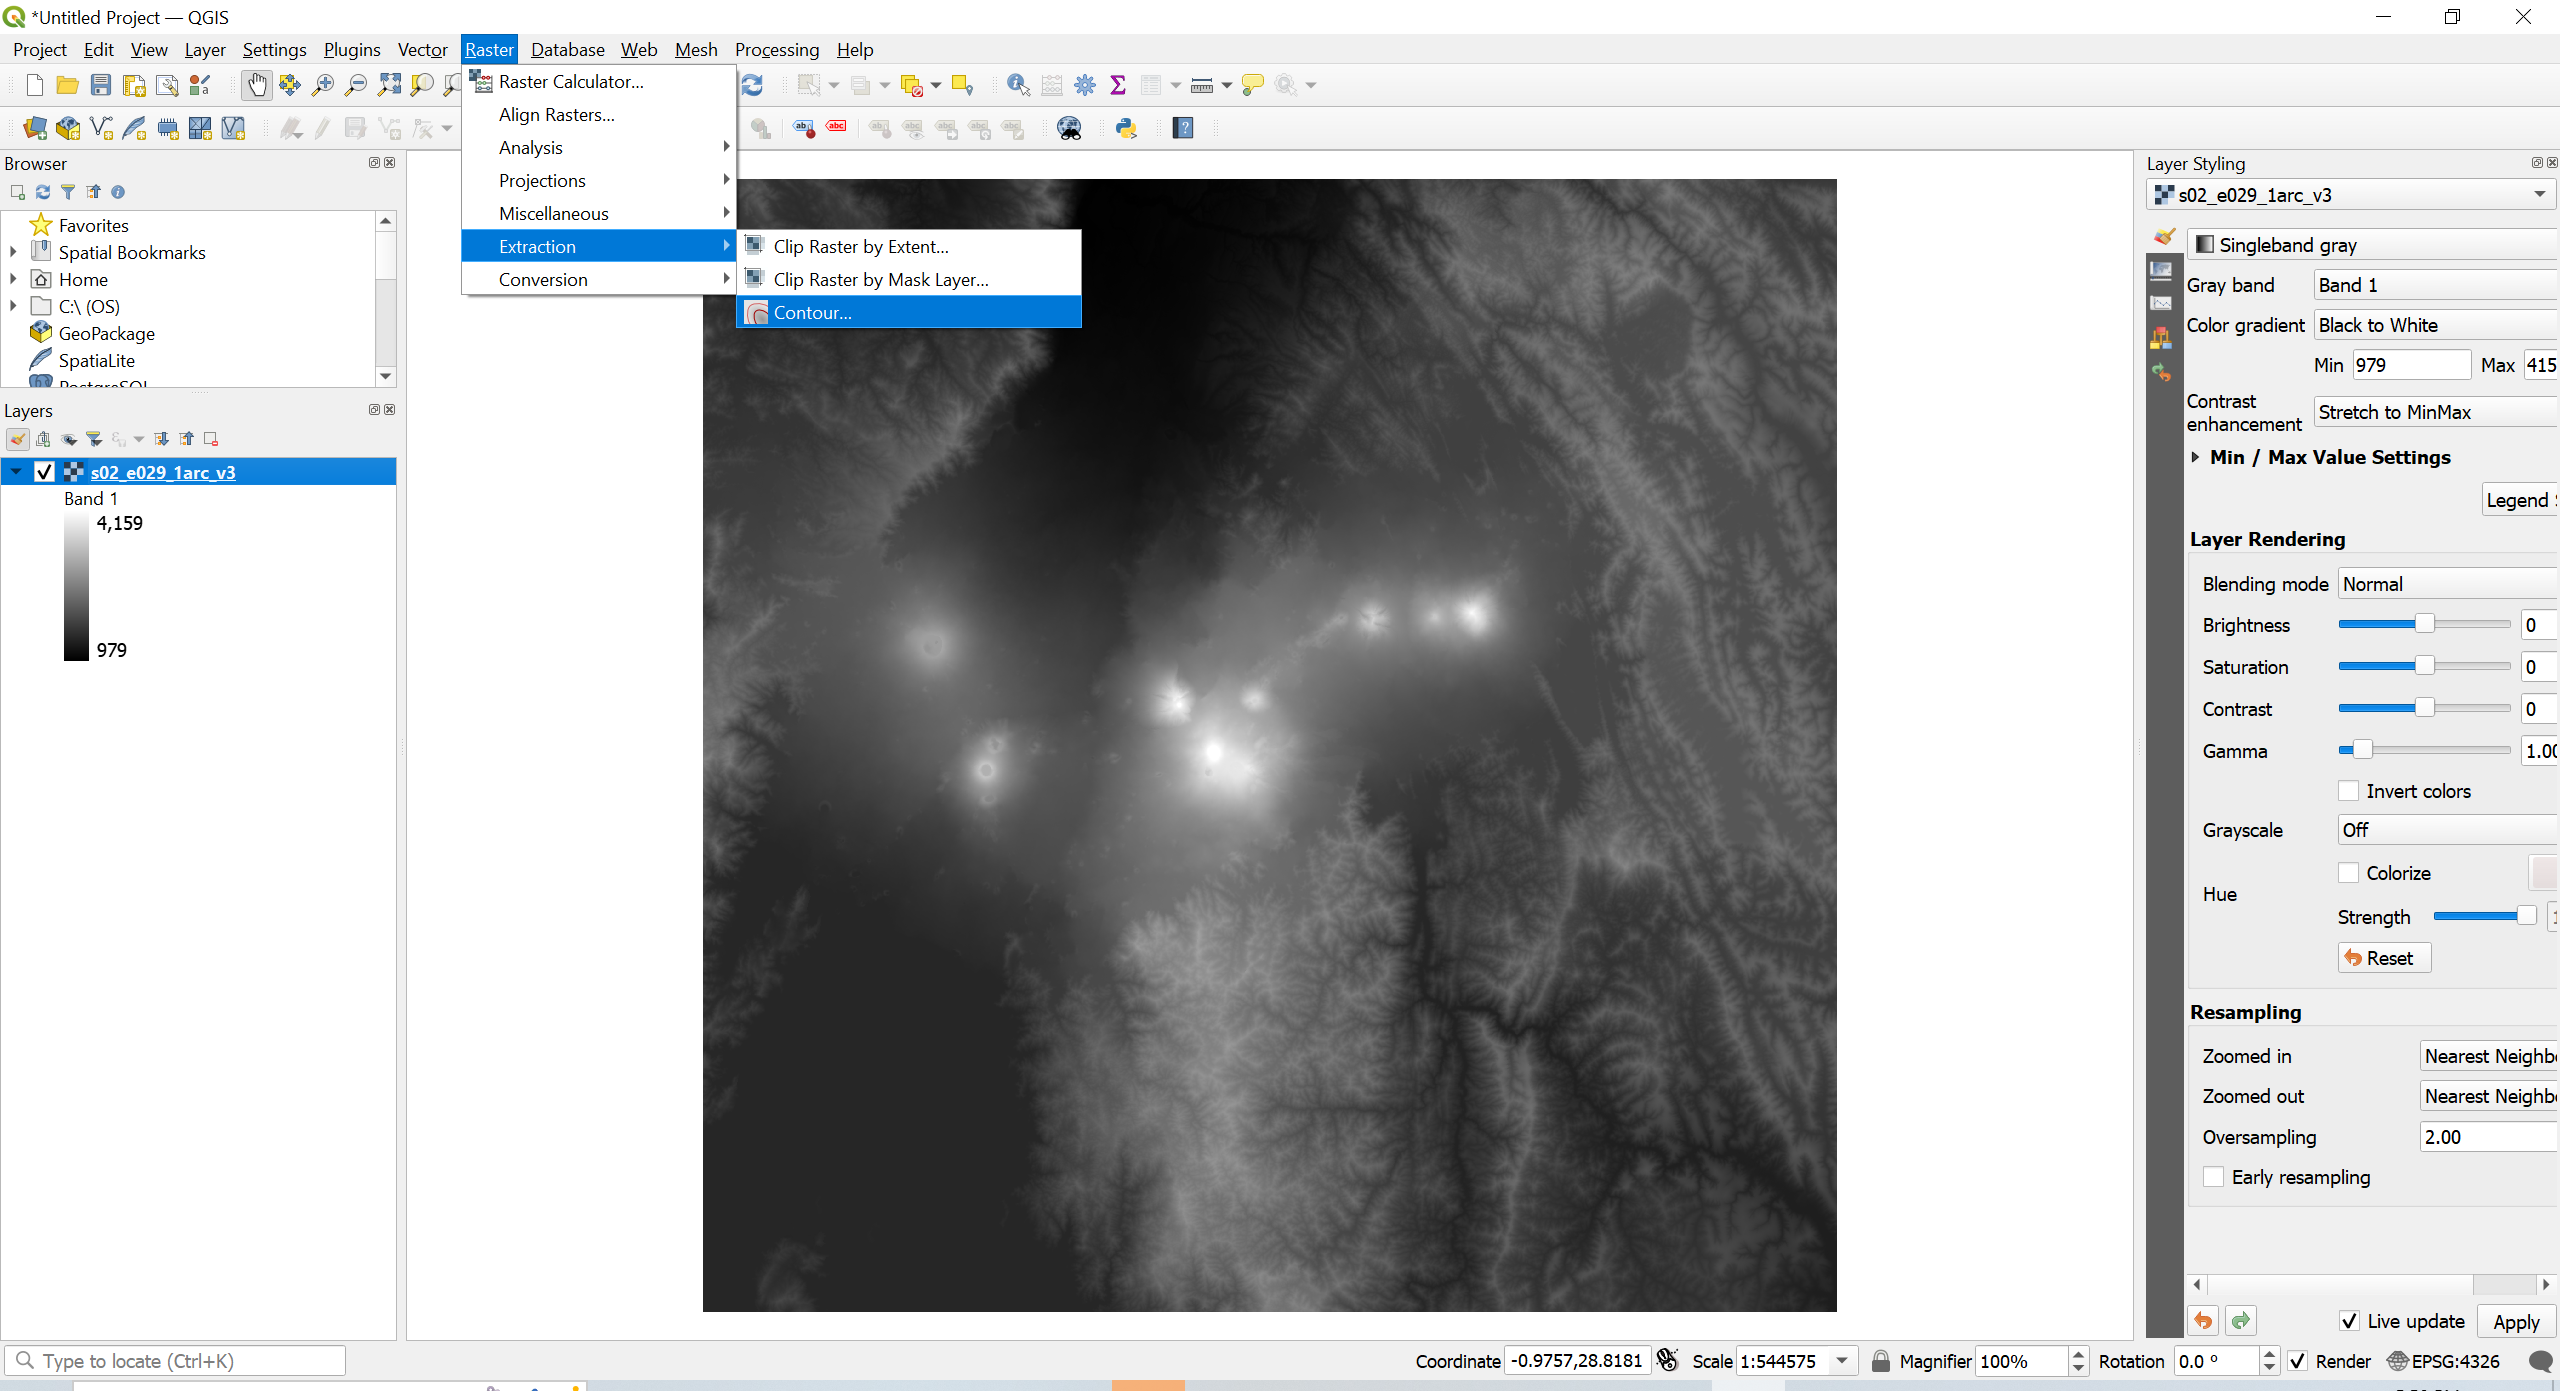 *Untitled Project — QGIS
Project Edit View Layer Settings Plugins Vector Raster Database Web Mesh Processing Help
Raster Calculator...
Align Rasters...
Analysis
Projections
Miscellaneous
Extraction
Conversion
Clip Raster by Extent...
Clip Raster by Mask Layer...
Contour...
Browser
Favorites
Spatial Bookmarks
Home
C:\ (OS)
GeoPackage
SpatiaLite
PostgreSQL
Layers
s02_e029_1arc_v3
Band 1
4,159
979
Layer Styling
s02_e029_1arc_v3
Singleband gray
Gray band Band 1
Color gradient Black to White
Min 979 Max 415
Contrast
enhancement Stretch to MinMax
Min / Max Value Settings
Legend
Layer Rendering
Blending mode Normal
Brightness 0
Saturation 0
Contrast 0
Gamma 1.00
Invert colors
Grayscale Off
Colorize
Hue
Strength
Reset
Resampling
Zoomed in Nearest Neighb
Zoomed out Nearest Neighb
Oversampling 2.00
Early resampling
Live update Apply
Type to locate (Ctrl+K) Coordinate -0.9757,28.8181 Scale 1:544575 Magnifier 100% Rotation 0.0 ° Render EPSG:4326